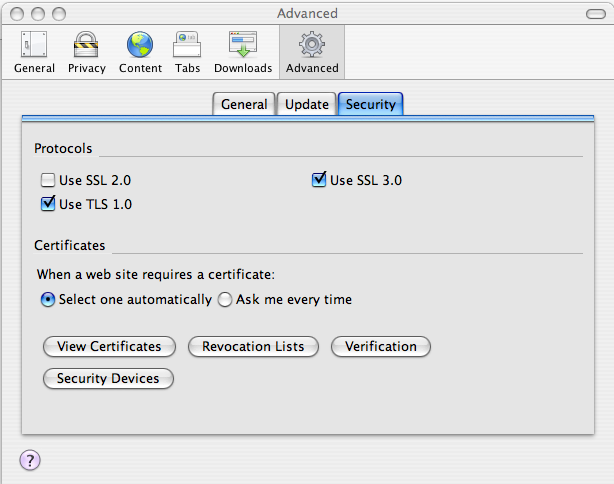 Advanced
General Privacy Content Tabs Downloads Advanced
General Update Security
Protocols
Use SSL 2.0 Use SSL 3.0
Use TLS 1.0
Certificates
When a web site requires a certificate:
Select one automatically Ask me every time
View Certificates Revocation Lists Verification
Security Devices
?